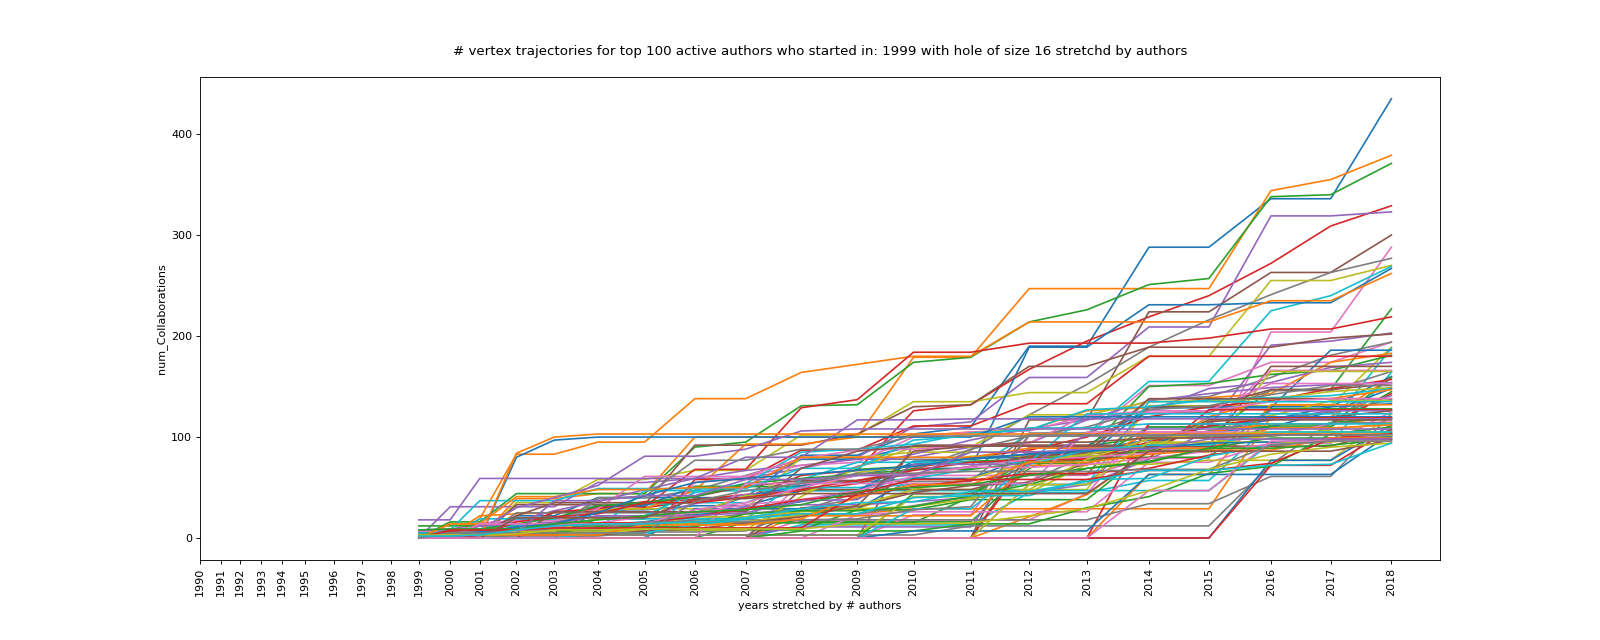 # vertex trajectories for top 100 active authors who started in: 1999 with hole of size 16 stretchd by authors
num_Collaborations
400
300
200
100
0
1990 1991 1992 1993 1994 1995 1996 1997 1998 1999 2000 2001 2002 2003 2004 2005 2006 2007 2008 2009 2010 2011 2012 2013 2014 2015 2016 2017 2018
years stretched by # authors